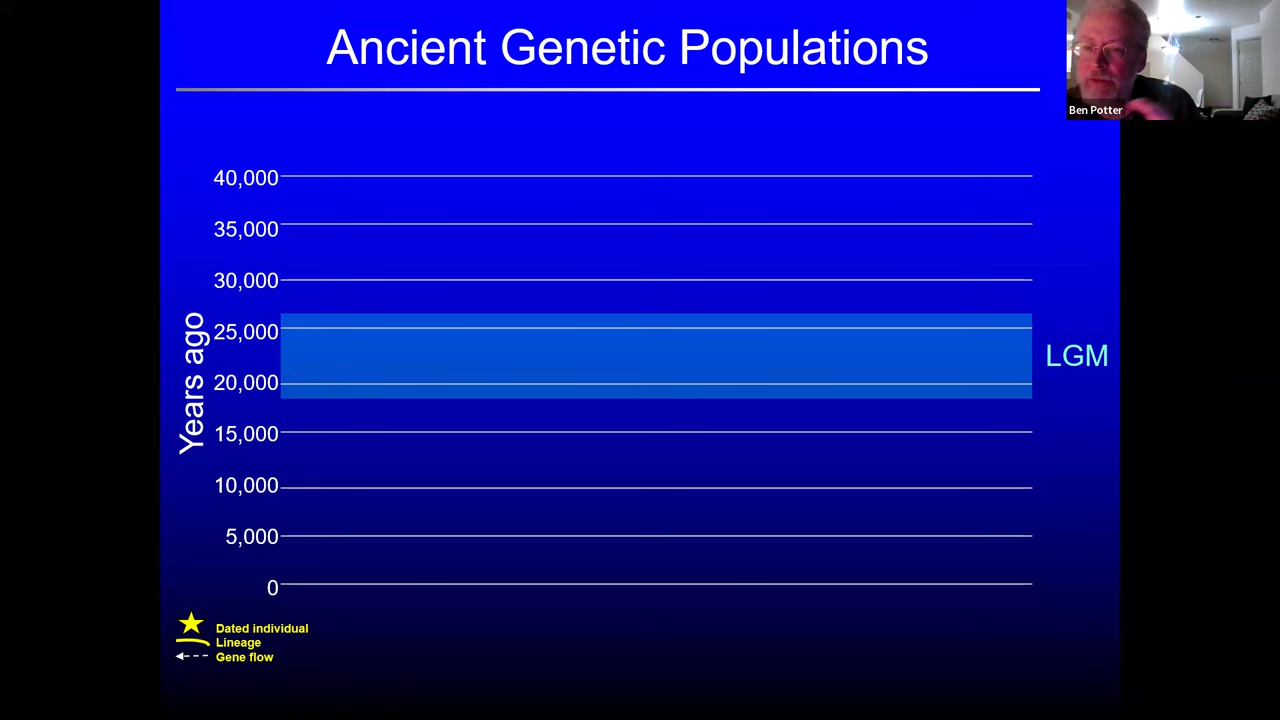 Ancient Genetic Populations
Ben Potter
40,000
35,000
30,000
25,000
20,000
15,000
10,000
5,000
0
Years ago
LGM
Dated individual
Lineage
Gene flow